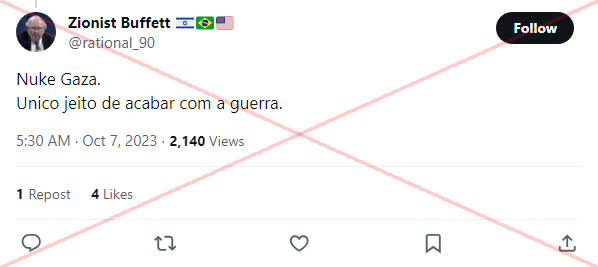 Zionist Buffett 🇮🇱🇧🇷🇺🇸
@rational_90
Follow
Nuke Gaza.
Unico jeito de acabar com a guerra.
5:30 AM · Oct 7, 2023 · 2,140 Views
1 Repost 4 Likes